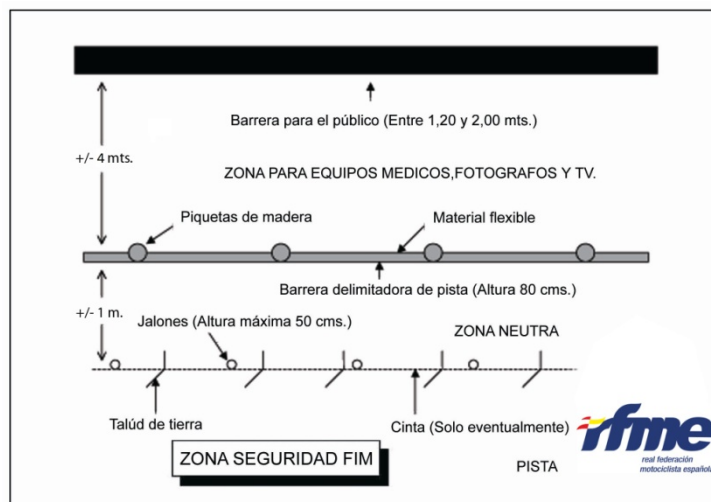 Barrera para el público (Entre 1,20 y 2,00 mts.)
+/- 4 mts.
ZONA PARA EQUIPOS MEDICOS,FOTOGRAFOS Y TV.
Piquetas de madera
Material flexible
Barrera delimitadora de pista (Altura 80 cms.)
+/- 1 m.
Jalones (Altura máxima 50 cms.)
ZONA NEUTRA
Talúd de tierra
Cinta (Solo eventualmente)
ZONA SEGURIDAD FIM
PISTA
rfme
real federación
motociclista española